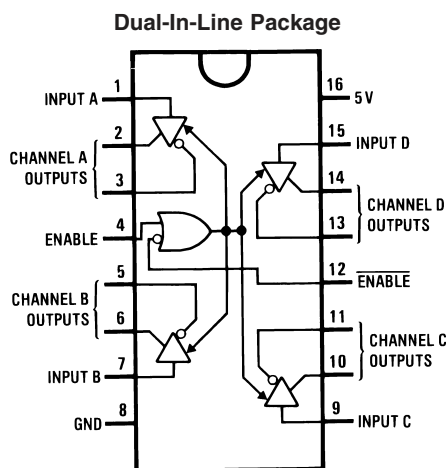 Dual-In-Line Package
1
INPUT A
2
CHANNEL A
OUTPUTS
3
4
ENABLE
5
CHANNEL B
OUTPUTS
6
7
INPUT B
8
GND
16
5V
15
INPUT D
14
CHANNEL D
OUTPUTS
13
12
ENABLE
11
CHANNEL C
OUTPUTS
10
9
INPUT C